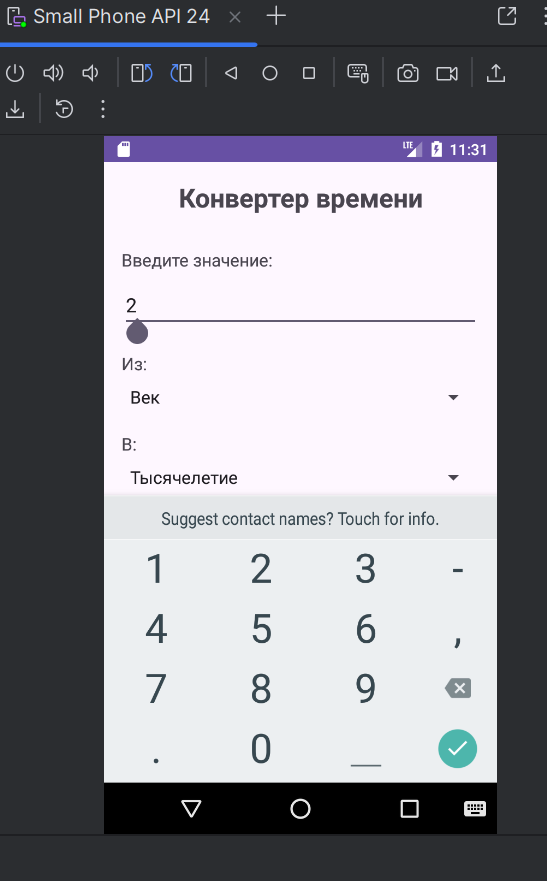 Small Phone API 24
LTE 11:31
Конвертер времени
Введите значение:
2
Из:
Век
В:
Тысячелетие
Suggest contact names? Touch for info.
1 2 3 -
4 5 6 ,
7 8 9
. 0 _